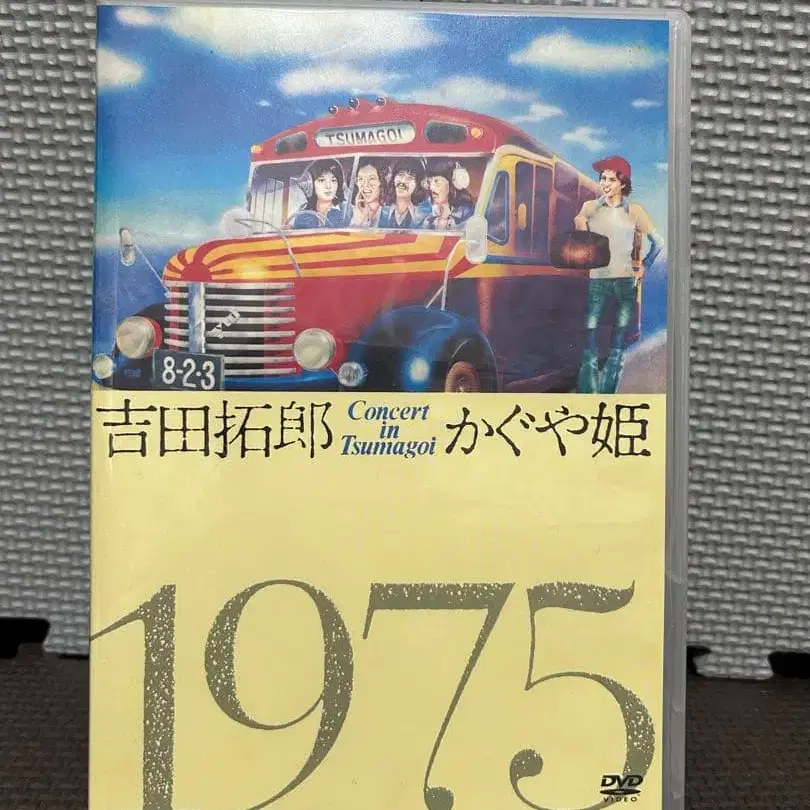 TSUMAGOI
8-2-3
吉田拓郎 Concert in Tsumagoi かぐや姫
1975
DVD
VIDEO